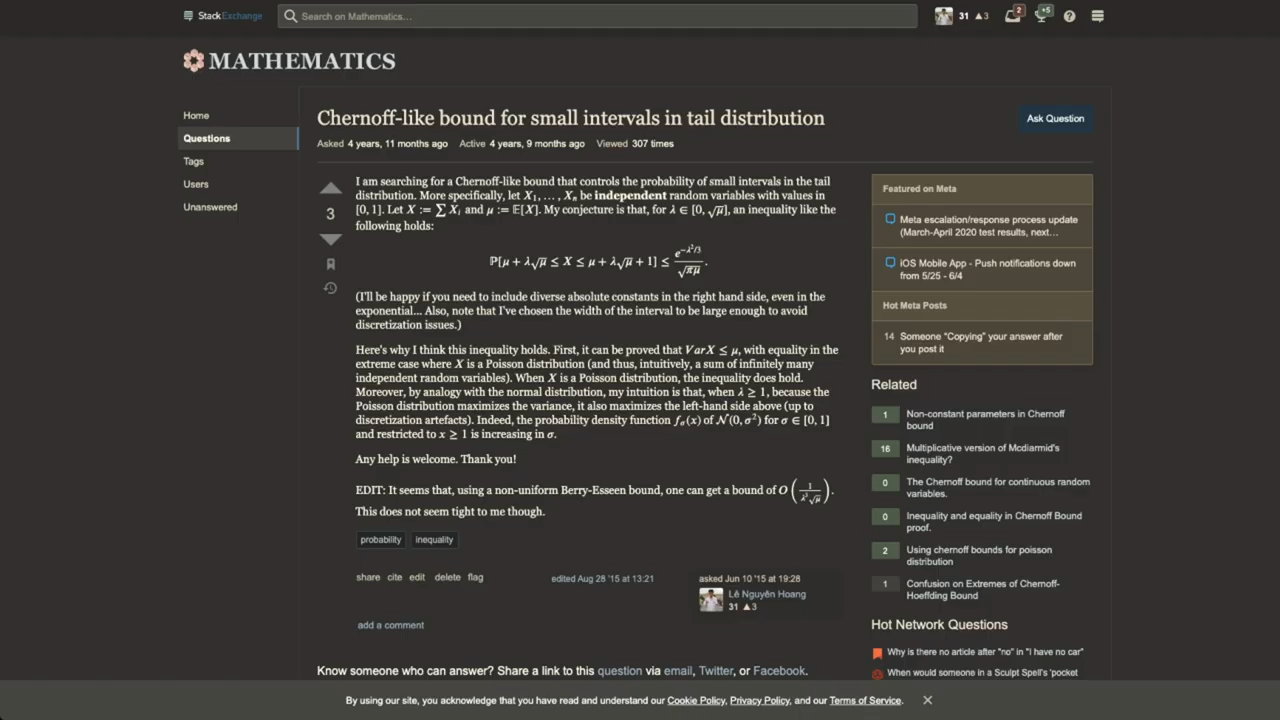 StackExchange
Search on Mathematics…
31 ▲3
2
+5
MATHEMATICS
Home
Questions
Tags
Users
Unanswered
Chernoff-like bound for small intervals in tail distribution
Ask Question
Asked 4 years, 11 months ago Active 4 years, 9 months ago Viewed 307 times
3
I am searching for a Chernoff-like bound that controls the probability of small intervals in the tail
distribution. More specifically, let X₁, … , Xₙ be independent random variables with values in
[0, 1]. Let X := ∑ Xᵢ and μ := 𝔼[X]. My conjecture is that, for λ ∈ [0, √μ], an inequality like the
following holds:
ℙ[μ + λ√μ ≤ X ≤ μ + λ√μ + 1] ≤ e^{−λ²/3} / √(πμ).
(I'll be happy if you need to include diverse absolute constants in the right hand side, even in the
exponential... Also, note that I've chosen the width of the interval to be large enough to avoid
discretization issues.)
Here's why I think this inequality holds. First, it can be proved that VarX ≤ μ, with equality in the
extreme case where X is a Poisson distribution (and thus, intuitively, a sum of infinitely many
independent random variables). When X is a Poisson distribution, the inequality does hold.
Moreover, by analogy with the normal distribution, my intuition is that, when λ ≥ 1, because the
Poisson distribution maximizes the variance, it also maximizes the left-hand side above (up to
discretization artefacts). Indeed, the probability density function f_σ(x) of 𝒩(0, σ²) for σ ∈ [0, 1]
and restricted to x ≥ 1 is increasing in σ.
Any help is welcome. Thank you!
EDIT: It seems that, using a non-uniform Berry-Esseen bound, one can get a bound of O(1/(λ³√μ)).
This does not seem tight to me though.
probability inequality
share cite edit delete flag
edited Aug 28 '15 at 13:21
asked Jun 10 '15 at 19:28
Lê Nguyên Hoang
31 ▲3
add a comment
Know someone who can answer? Share a link to this question via email, Twitter, or Facebook.
Featured on Meta
Meta escalation/response process update
(March-April 2020 test results, next…
iOS Mobile App - Push notifications down
from 5/25 - 6/4
Hot Meta Posts
14 Someone “Copying” your answer after
you post it
Related
1 Non-constant parameters in Chernoff
bound
16 Multiplicative version of Mcdiarmid's
inequality?
0 The Chernoff bound for continuous random
variables.
0 Inequality and equality in Chernoff Bound
proof.
2 Using chernoff bounds for poisson
distribution
1 Confusion on Extremes of Chernoff-
Hoeffding Bound
Hot Network Questions
Why is there no article after "no" in "I have no car"
When would someone in a Sculpt Spell's 'pocket
By using our site, you acknowledge that you have read and understand our Cookie Policy, Privacy Policy, and our Terms of Service.